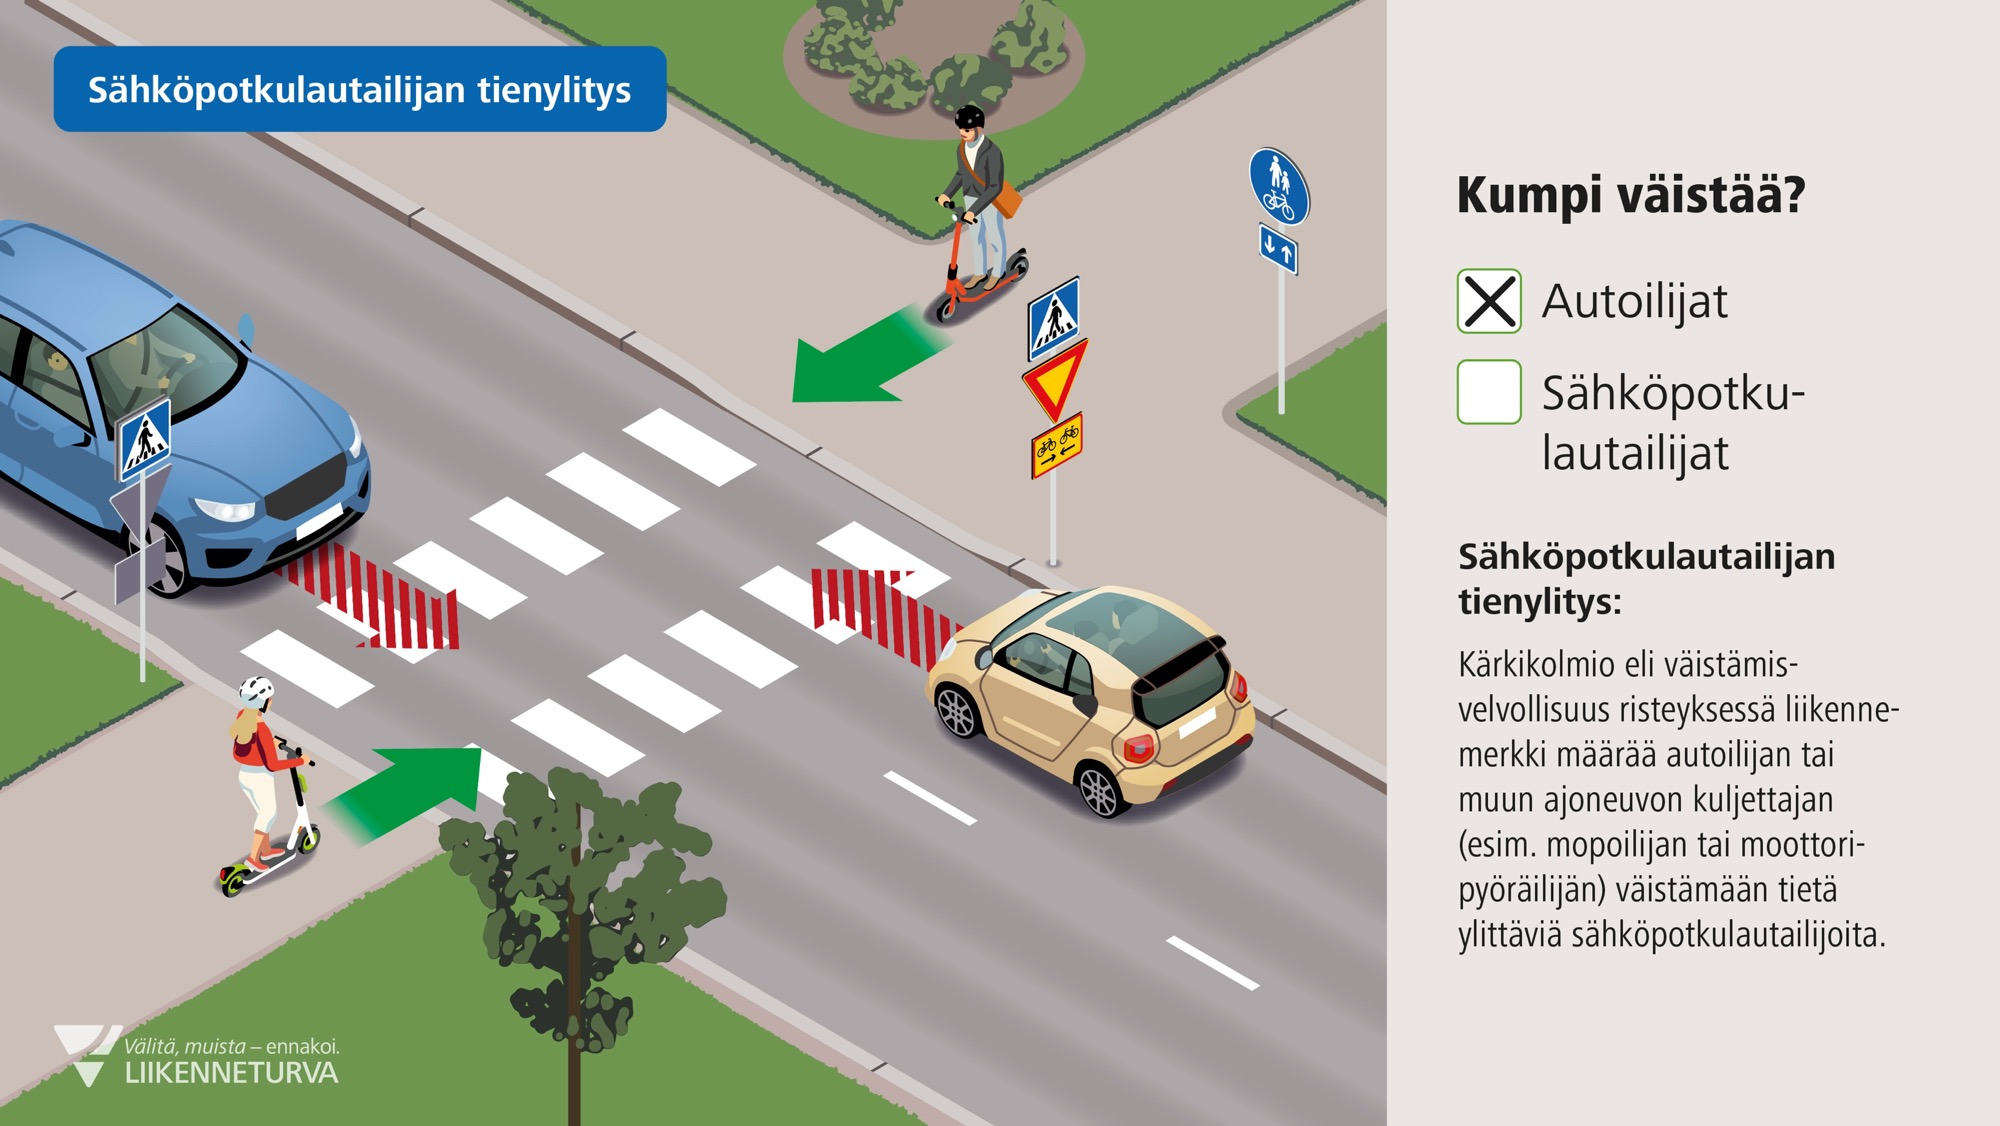 Sähköpotkulautailijan tienylitys
Kumpi väistää?
Autoilijat
Sähköpotku-
lautailijat
Sähköpotkulautailijan
tienylitys:
Kärkikolmio eli väistämis-
velvollisuus risteyksessä liikenne-
merkki määrää autoilijan tai
muun ajoneuvon kuljettajan
(esim. mopoilijan tai moottori-
pyöräilijän) väistämään tietä
ylittäviä sähköpotkulautailijoita.
Välitä, muista – ennakoi.
LIIKENNETURVA